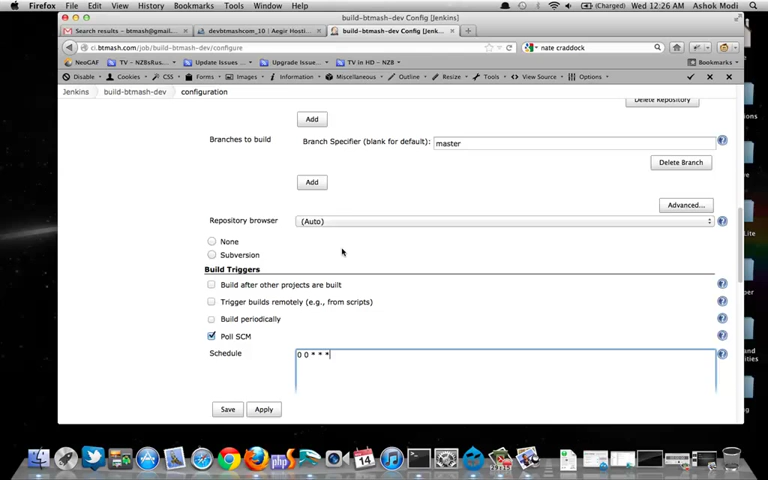 Firefox File Edit View History Bookmarks Tools Window Help (Charged) Wed 12:26 AM Ashok Modi
build-btmash-dev Config [Jenkins]
Search results – btmash@gmail.... devbtmashcom_10 | Aegir Hosti... build-btmash-dev Config [Jenk...
ci.btmash.com/job/build-btmash-dev/configure nate craddock
NeoGAF TV – NZBsRus... Update Issues ... Upgrade Issue... TV in HD – NZB Bookmarks
Disable Cookies CSS Forms Images Information Miscellaneous Outline Resize Tools View Source Options
Jenkins build-btmash-dev configuration
Delete Repository
Add
Branches to build Branch Specifier (blank for default): master
Delete Branch
Add
Advanced...
Repository browser (Auto)
None
Subversion
Build Triggers
Build after other projects are built
Trigger builds remotely (e.g., from scripts)
Build periodically
Poll SCM
Schedule 0 0 * * *
Save Apply
php 14